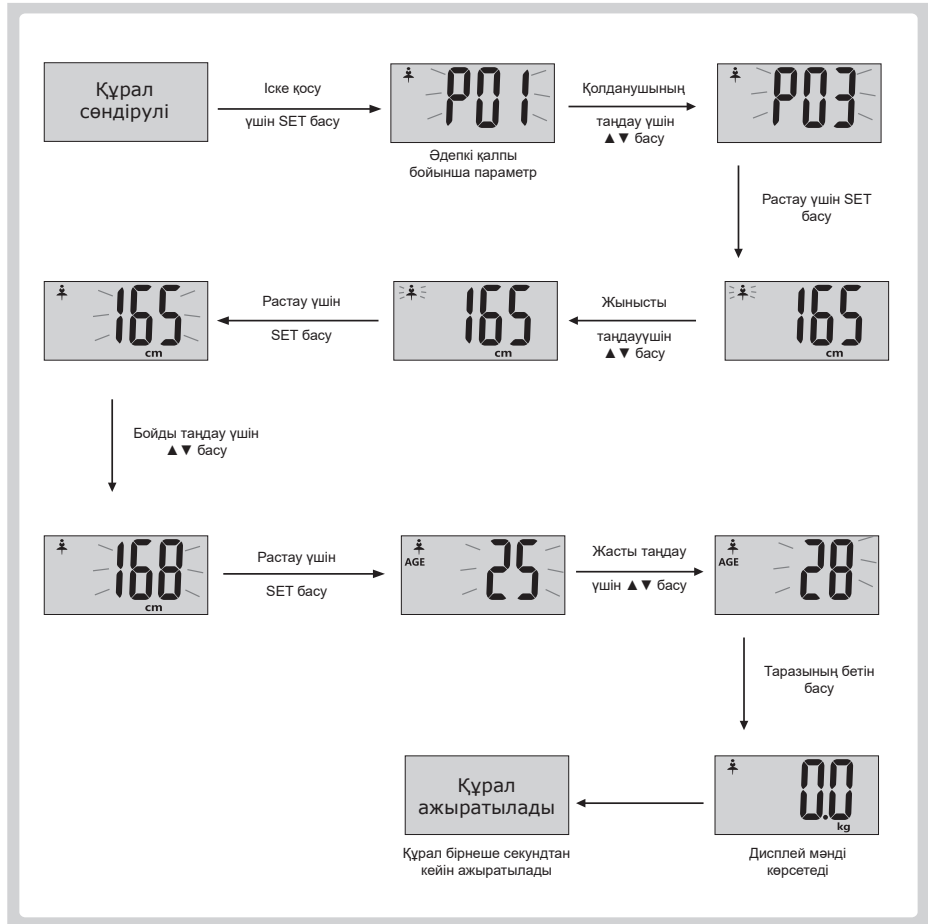 Құрал
сөндірулі
Іске қосу
үшін SET басу
P01
Әдепкі қалпы
бойынша параметр
Қолданушының
таңдау үшін
▲▼ басу
P03
Растау үшін SET
басу
165
cm
Жынысты
таңдауүшін
▲▼ басу
165
cm
Растау үшін
SET басу
165
cm
Бойды таңдау үшін
▲▼ басу
168
cm
Растау үшін
SET басу
AGE
25
Жасты таңдау
үшін ▲▼ басу
AGE
28
Таразының бетін
басу
0.0
kg
Дисплей мәнді
көрсетеді
Құрал
ажыратылады
Құрал бірнеше секундтан
кейін ажыратылады